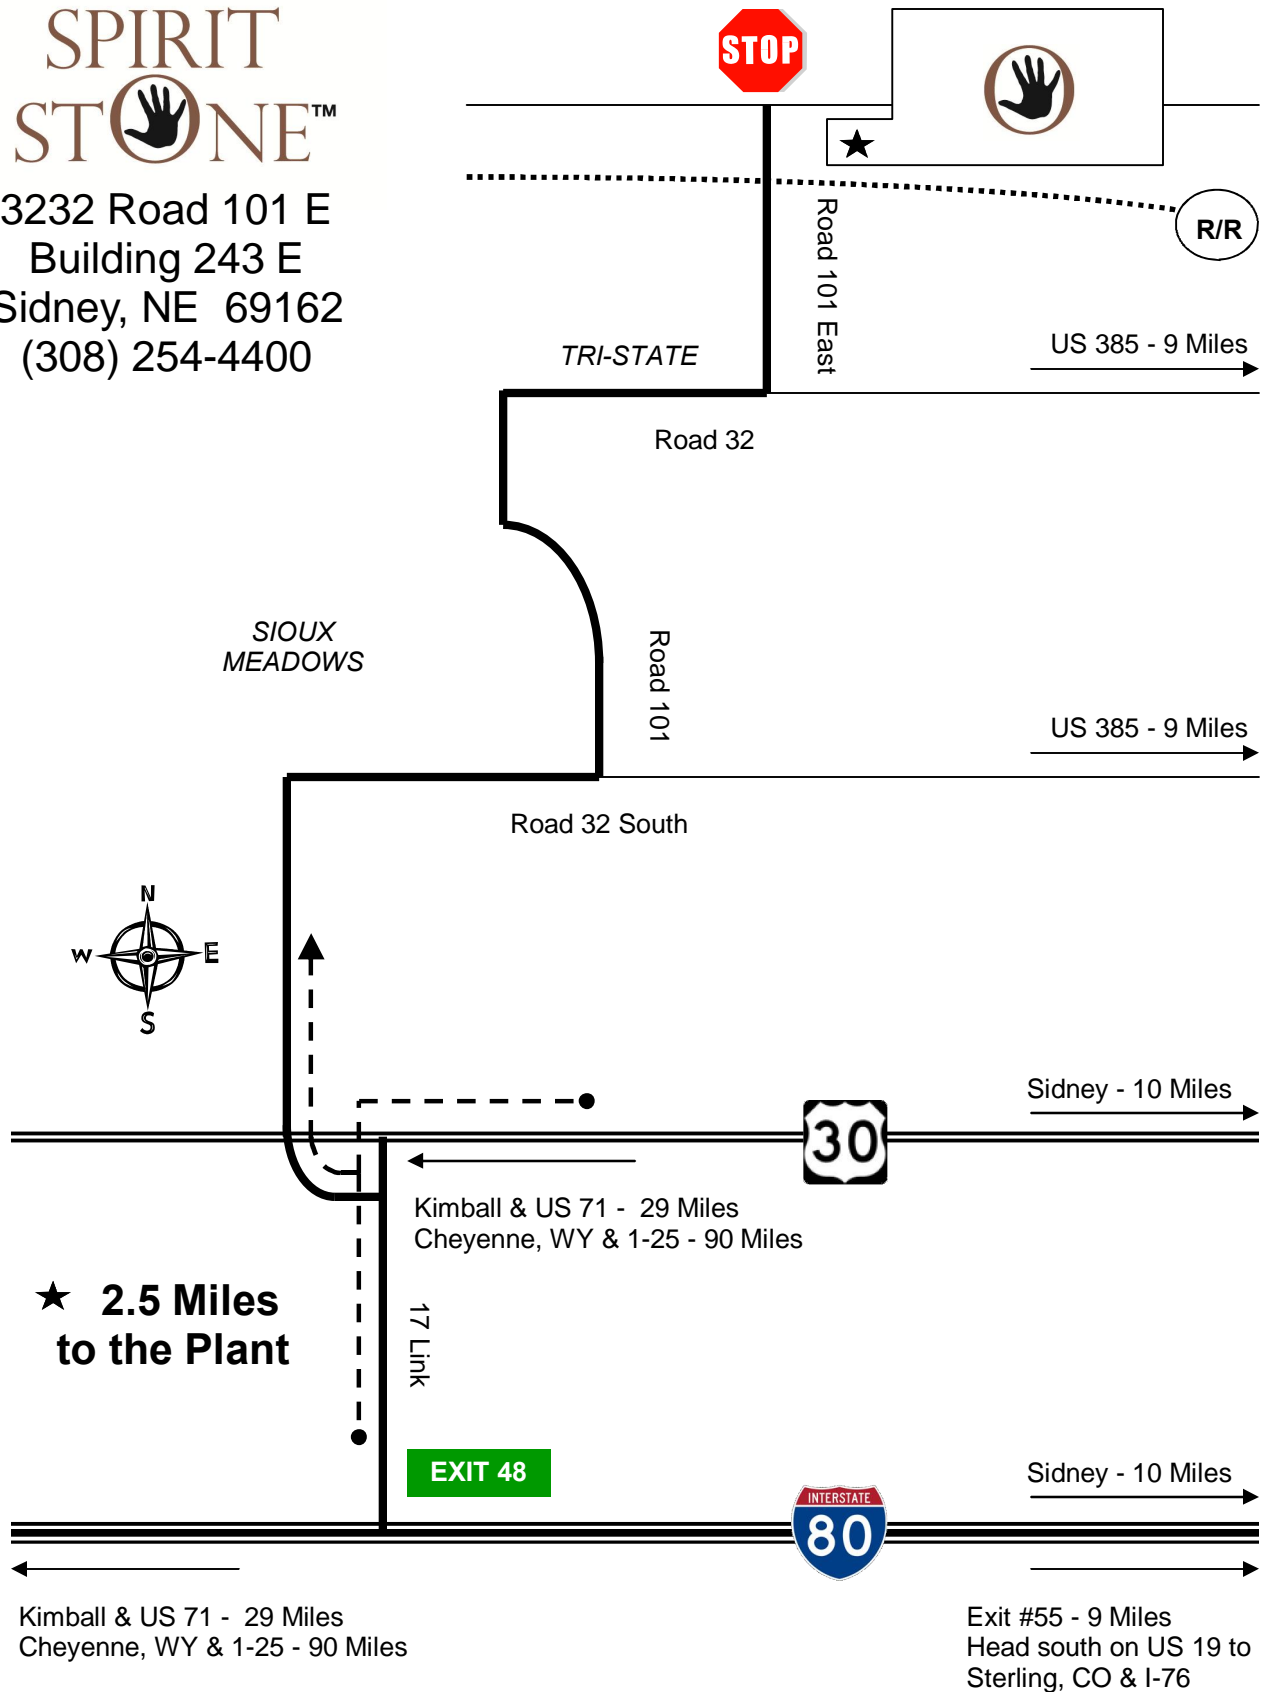 SPIRIT
STONE™
3232 Road 101 E
Building 243 E
Sidney, NE 69162
(308) 254-4400
STOP
R/R
Road 101 East
TRI-STATE
US 385 - 9 Miles
Road 32
SIOUX
MEADOWS
Road 101
US 385 - 9 Miles
Road 32 South
N
W E
S
Sidney - 10 Miles
30
Kimball & US 71 - 29 Miles
Cheyenne, WY & 1-25 - 90 Miles
★ 2.5 Miles
to the Plant
17 Link
EXIT 48
Sidney - 10 Miles
INTERSTATE
80
Kimball & US 71 - 29 Miles
Cheyenne, WY & 1-25 - 90 Miles
Exit #55 - 9 Miles
Head south on US 19 to
Sterling, CO & I-76